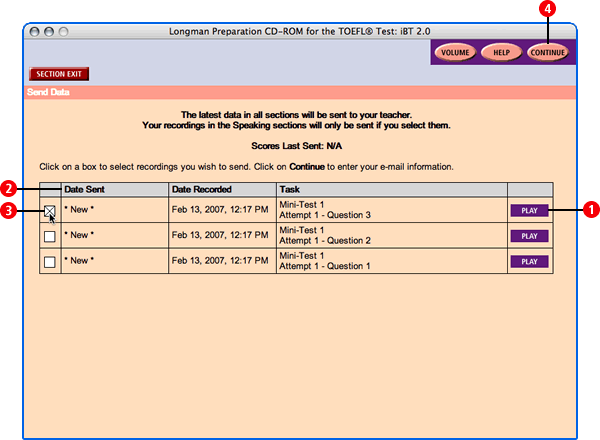 4
Longman Preparation CD-ROM for the TOEFL® Test: iBT 2.0
VOLUME HELP CONTINUE
SECTION EXIT
Send Data
The latest data in all sections will be sent to your teacher.
Your recordings in the Speaking sections will only be sent if you select them.
Scores Last Sent: N/A
Click on a box to select recordings you wish to send. Click on Continue to enter your e-mail information.
2 Date Sent Date Recorded Task
3 * New * Feb 13, 2007, 12:17 PM Mini-Test 1
Attempt 1 - Question 3 PLAY 1
* New * Feb 13, 2007, 12:17 PM Mini-Test 1
Attempt 1 - Question 2 PLAY
* New * Feb 13, 2007, 12:17 PM Mini-Test 1
Attempt 1 - Question 1 PLAY